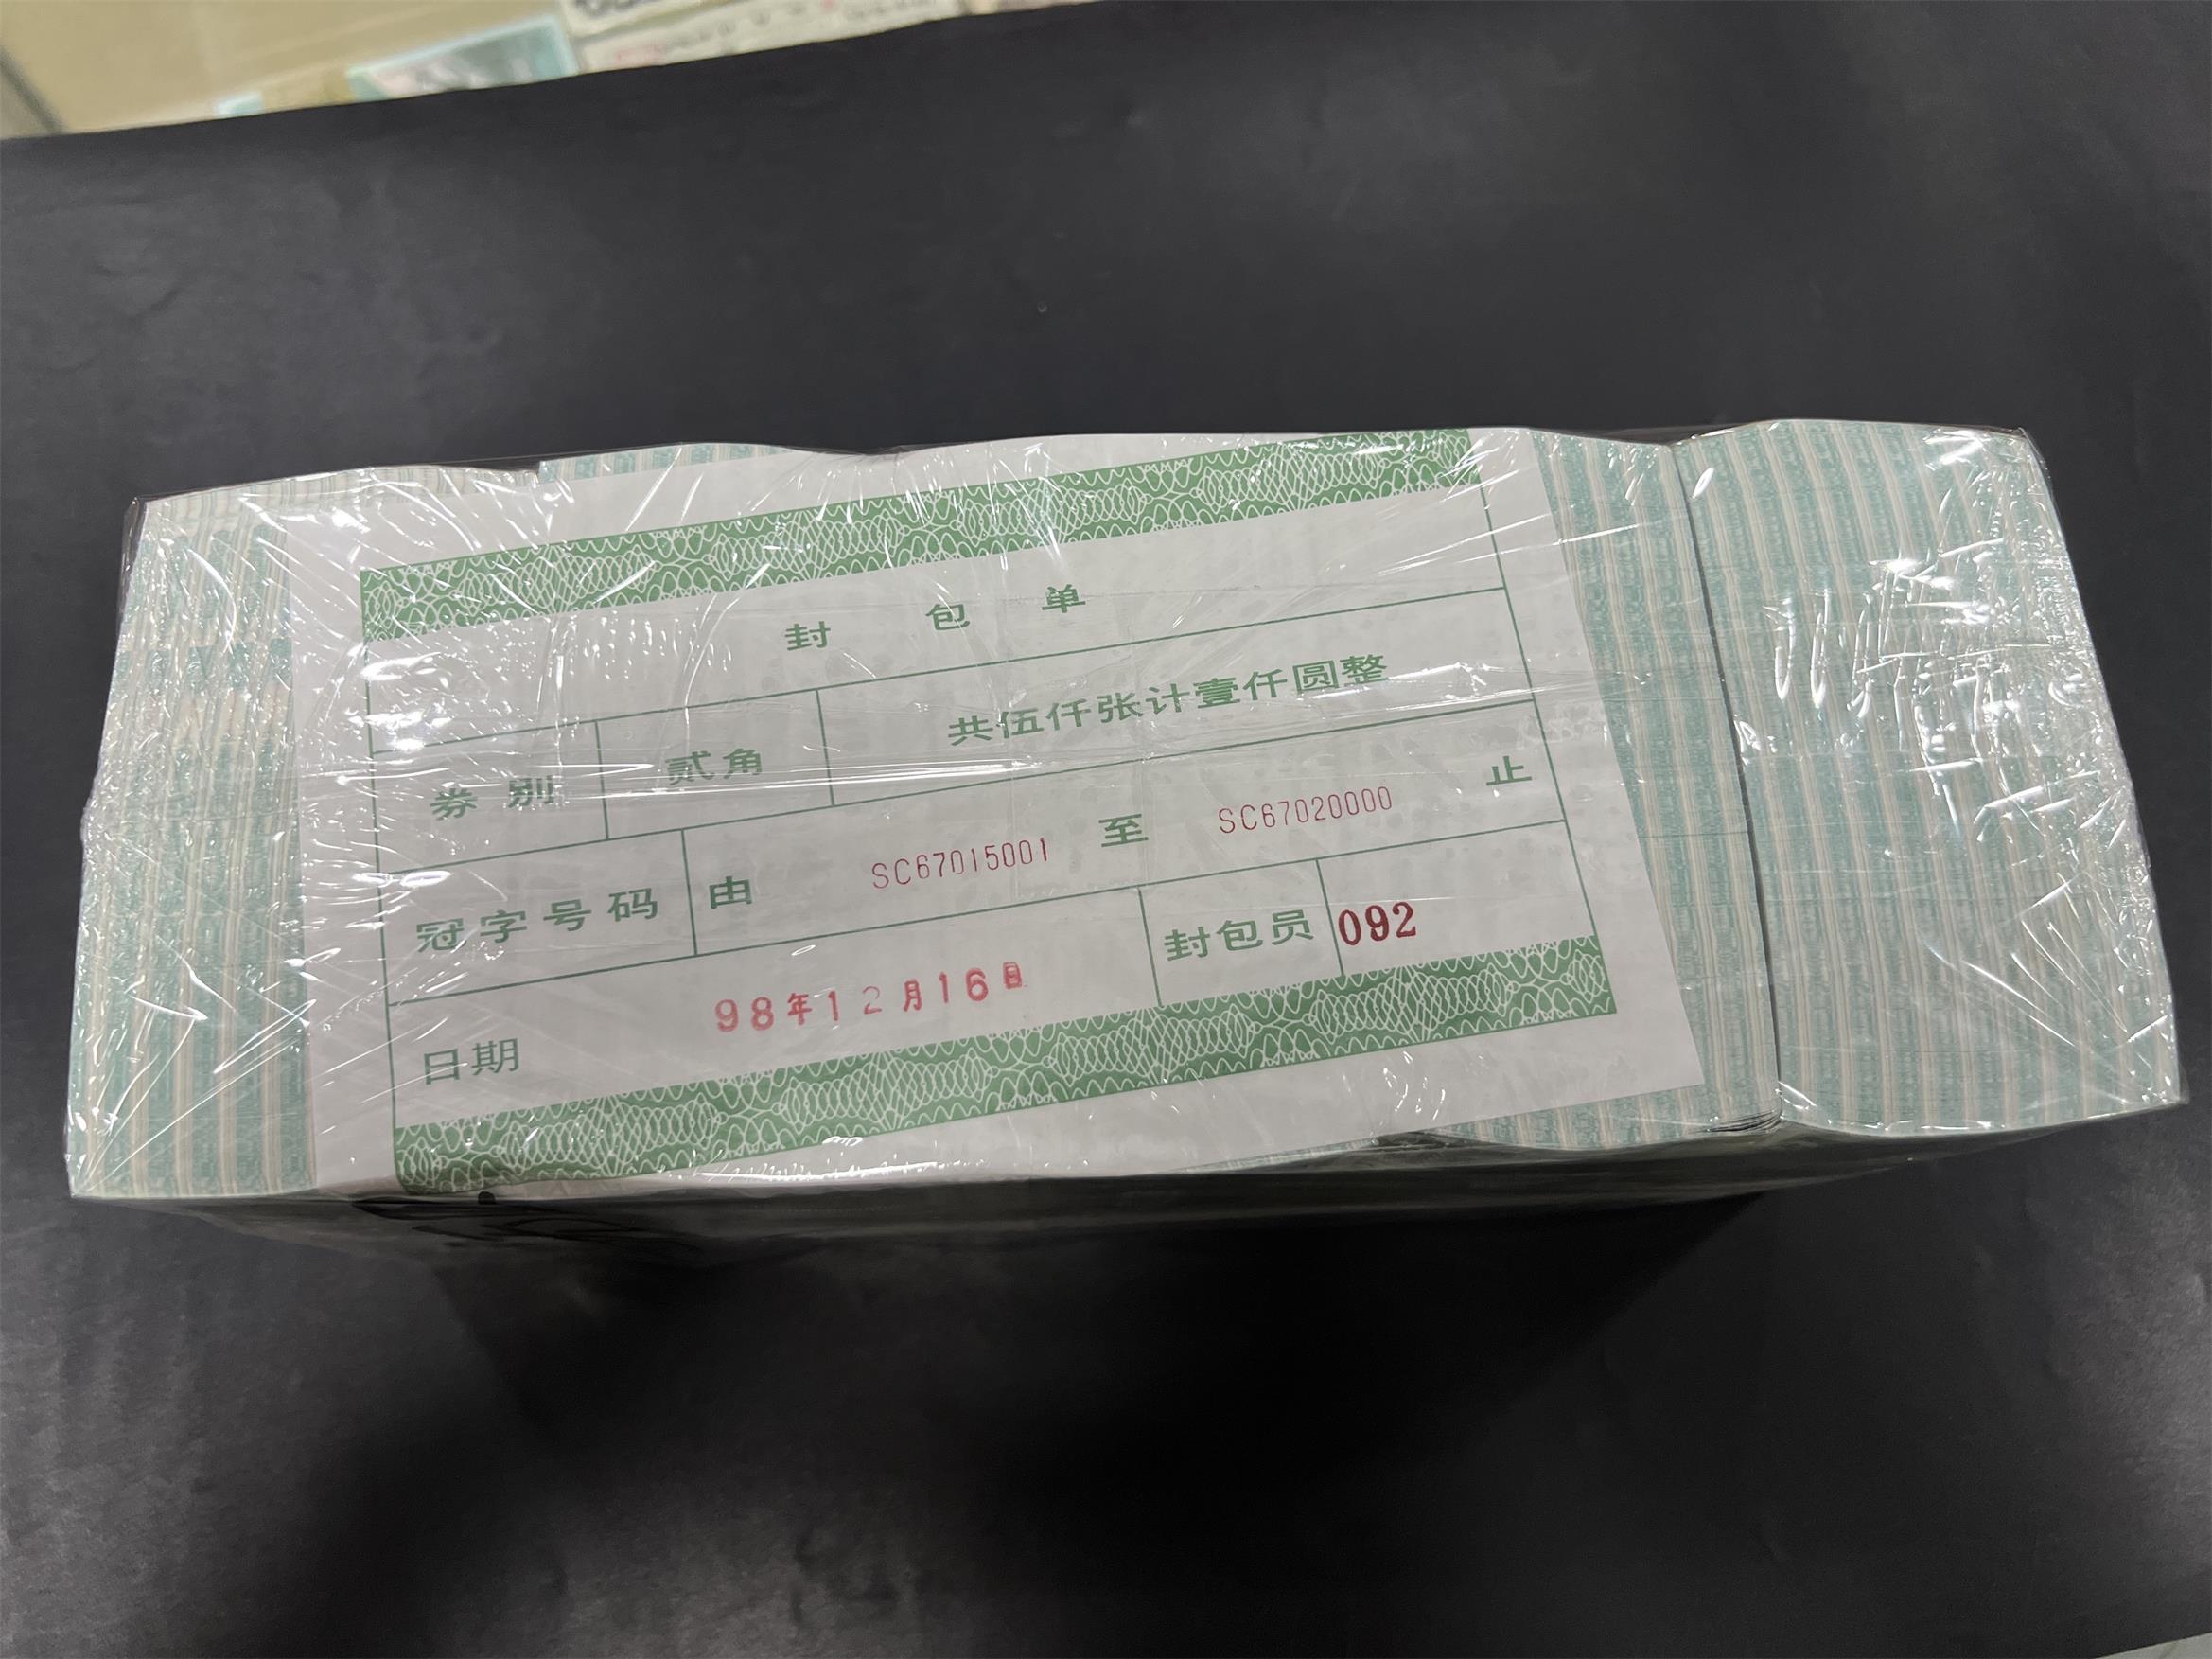 封包单
券别 贰角 共伍仟张计壹仟圆整
冠字号码 由 SC67015001 至 SC67020000 止
日期 98年12月16日 封包员 092